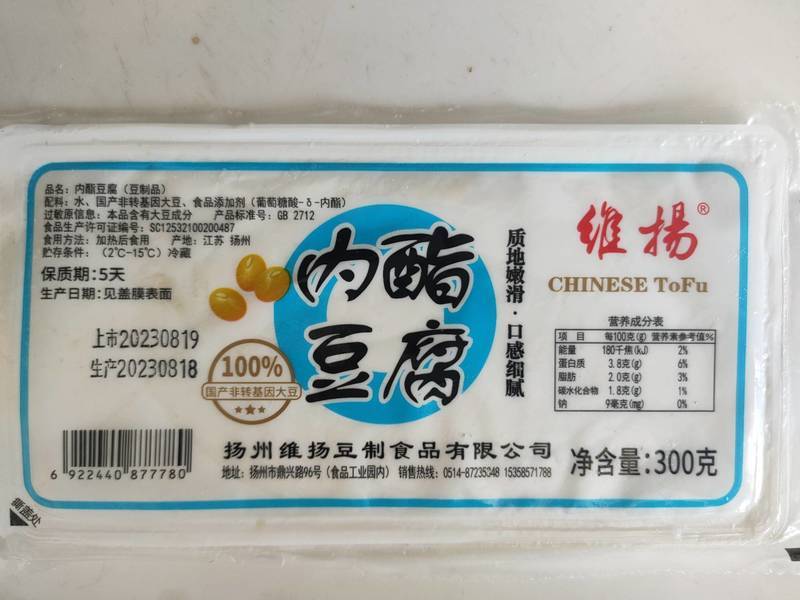 品名：内酯豆腐（豆制品）
配料：水、国产非转基因大豆、食品添加剂（葡萄糖酸-δ-内酯）
过敏原信息：本品含有大豆成分 产品标准号：GB 2712
食品生产许可证编号：SC12532100200487
食用方法：加热后食用 产地：江苏 扬州
贮存条件：（2℃-15℃）冷藏
保质期：5天
生产日期：见盖膜表面
上市20230819
生产20230818
100%
国产非转基因大豆
内酯
豆腐
质地嫩滑·口感细腻
维揚®
CHINESE ToFu
营养成分表
项 目 每100克(g) 营养素参考值%
能量 180千焦(kJ) 2%
蛋白质 3.8克(g) 6%
脂肪 2.0克(g) 3%
碳水化合物 1.8克(g) 1%
钠 9毫克(mg) 0%
6 922440 877780
扬州维扬豆制食品有限公司
地址：扬州市鼎兴路96号（食品工业园内） 销售热线：0514-87235348 15358571788
净含量：300克
撕盖处